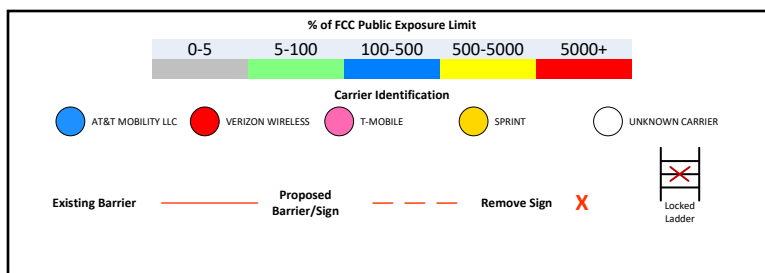 % of FCC Public Exposure Limit
0-5 5-100 100-500 500-5000 5000+
Carrier Identification
AT&T MOBILITY LLC VERIZON WIRELESS T-MOBILE SPRINT UNKNOWN CARRIER
Existing Barrier Proposed Barrier/Sign Remove Sign X
Locked
Ladder